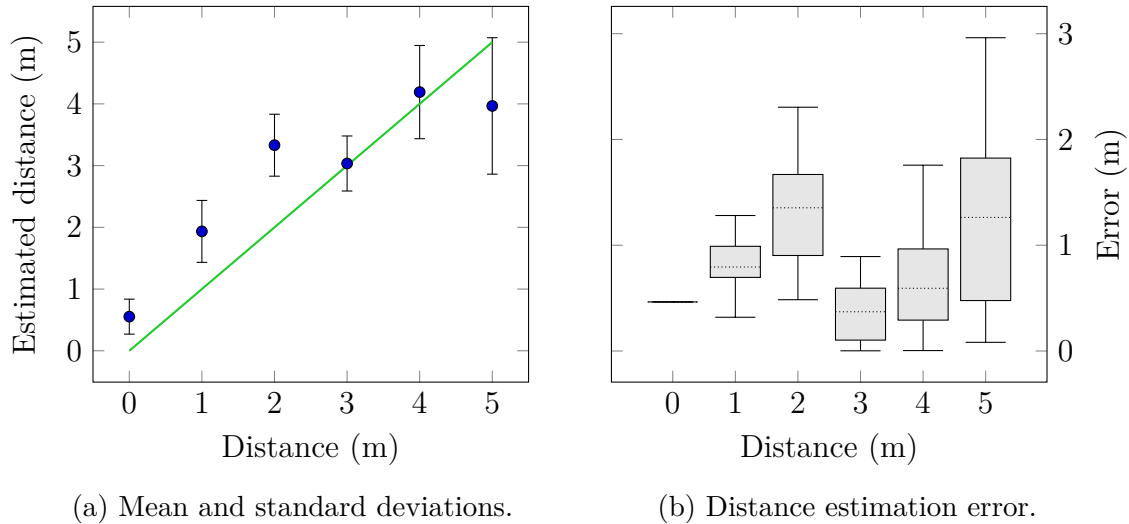 Estimated distance (m)
5
4
3
2
1
0
0 1 2 3 4 5
Distance (m)
(a) Mean and standard deviations.
3
2
1
0
Error (m)
0 1 2 3 4 5
Distance (m)
(b) Distance estimation error.